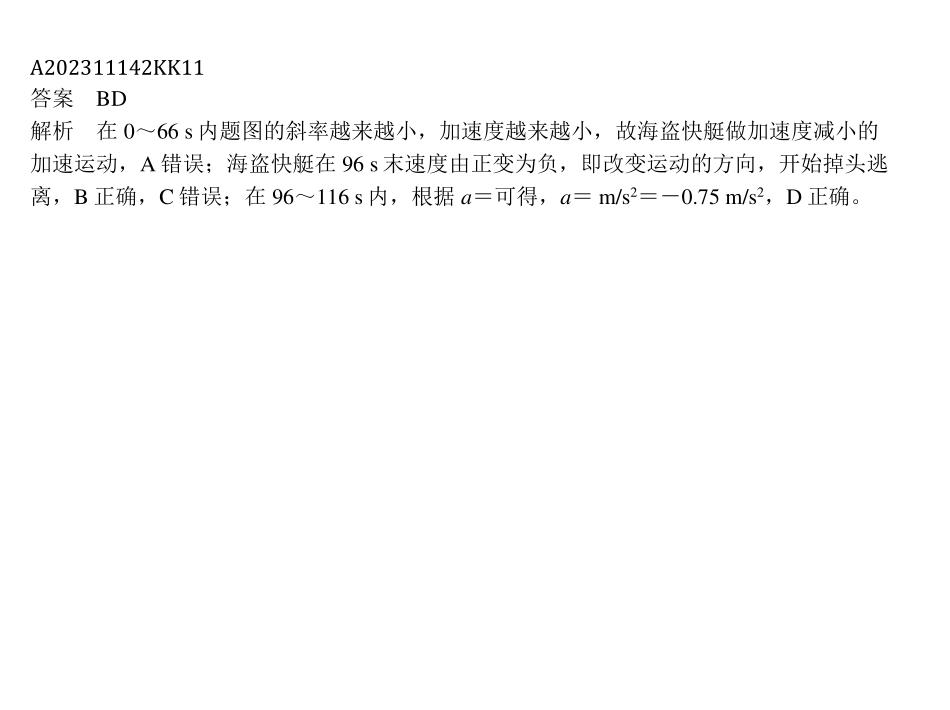 A202311142KK11
答案　BD
解析　在 0～66 s 内题图的斜率越来越小，加速度越来越小，故海盗快艇做加速度减小的
加速运动，A 错误；海盗快艇在 96 s 末速度由正变为负，即改变运动的方向，开始掉头逃
离，B 正确，C 错误；在 96～116 s 内，根据 a＝可得，a＝ m/s²＝－0.75 m/s²，D 正确。